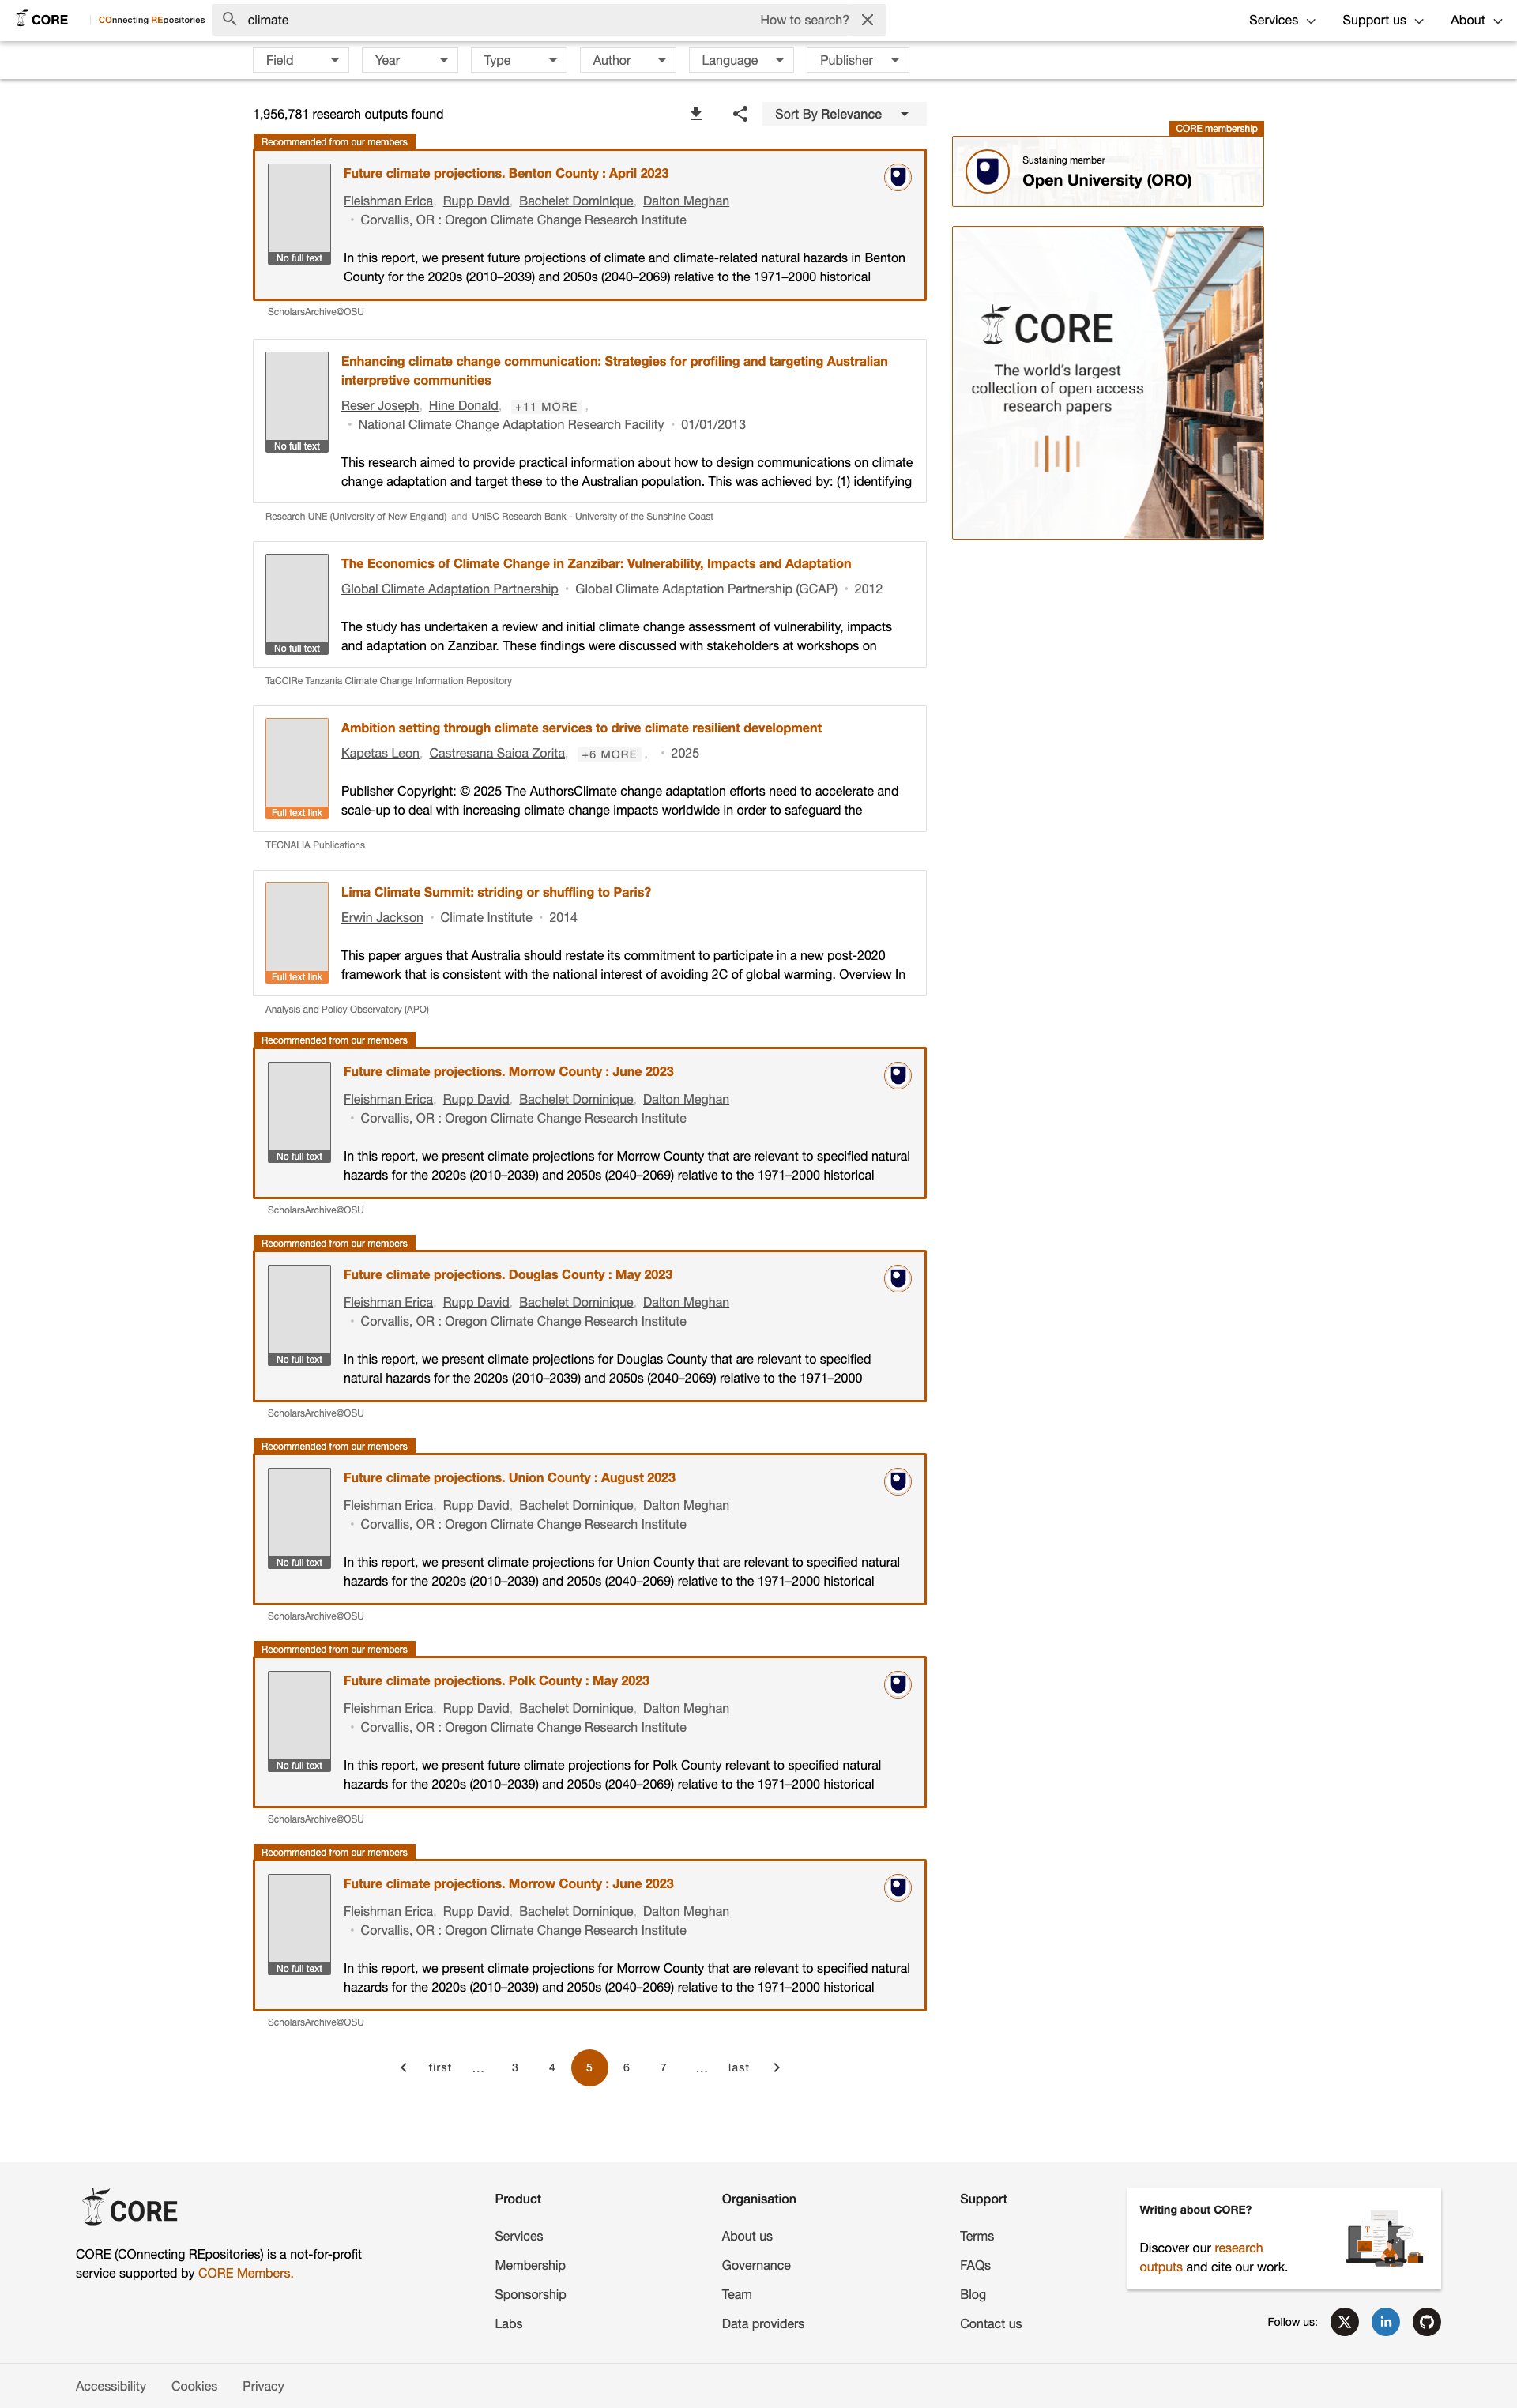 CORE
COnnecting REpositories
climate
How to search?
Services
Support us
About
Field
Year
Type
Author
Language
Publisher
1,956,781 research outputs found
Sort By Relevance
Recommended from our members
Future climate projections. Benton County : April 2023
Fleishman Erica, Rupp David, Bachelet Dominique, Dalton Meghan
• Corvallis, OR : Oregon Climate Change Research Institute
No full text
In this report, we present future projections of climate and climate-related natural hazards in Benton
County for the 2020s (2010–2039) and 2050s (2040–2069) relative to the 1971–2000 historical
ScholarsArchive@OSU
CORE membership
Sustaining member
Open University (ORO)
CORE
The world's largest
collection of open access
research papers
Enhancing climate change communication: Strategies for profiling and targeting Australian
interpretive communities
Reser Joseph, Hine Donald, +11 MORE ,
• National Climate Change Adaptation Research Facility • 01/01/2013
No full text
This research aimed to provide practical information about how to design communications on climate
change adaptation and target these to the Australian population. This was achieved by: (1) identifying
Research UNE (University of New England) and UniSC Research Bank - University of the Sunshine Coast
The Economics of Climate Change in Zanzibar: Vulnerability, Impacts and Adaptation
Global Climate Adaptation Partnership • Global Climate Adaptation Partnership (GCAP) • 2012
The study has undertaken a review and initial climate change assessment of vulnerability, impacts
and adaptation on Zanzibar. These findings were discussed with stakeholders at workshops on
No full text
TaCCIRe Tanzania Climate Change Information Repository
Ambition setting through climate services to drive climate resilient development
Kapetas Leon, Castresana Saioa Zorita, +6 MORE , • 2025
Publisher Copyright: © 2025 The AuthorsClimate change adaptation efforts need to accelerate and
scale-up to deal with increasing climate change impacts worldwide in order to safeguard the
Full text link
TECNALIA Publications
Lima Climate Summit: striding or shuffling to Paris?
Erwin Jackson • Climate Institute • 2014
This paper argues that Australia should restate its commitment to participate in a new post-2020
framework that is consistent with the national interest of avoiding 2C of global warming. Overview In
Full text link
Analysis and Policy Observatory (APO)
Recommended from our members
Future climate projections. Morrow County : June 2023
Fleishman Erica, Rupp David, Bachelet Dominique, Dalton Meghan
• Corvallis, OR : Oregon Climate Change Research Institute
No full text
In this report, we present climate projections for Morrow County that are relevant to specified natural
hazards for the 2020s (2010–2039) and 2050s (2040–2069) relative to the 1971–2000 historical
ScholarsArchive@OSU
Recommended from our members
Future climate projections. Douglas County : May 2023
Fleishman Erica, Rupp David, Bachelet Dominique, Dalton Meghan
• Corvallis, OR : Oregon Climate Change Research Institute
No full text
In this report, we present climate projections for Douglas County that are relevant to specified
natural hazards for the 2020s (2010–2039) and 2050s (2040–2069) relative to the 1971–2000
ScholarsArchive@OSU
Recommended from our members
Future climate projections. Union County : August 2023
Fleishman Erica, Rupp David, Bachelet Dominique, Dalton Meghan
• Corvallis, OR : Oregon Climate Change Research Institute
No full text
In this report, we present climate projections for Union County that are relevant to specified natural
hazards for the 2020s (2010–2039) and 2050s (2040–2069) relative to the 1971–2000 historical
ScholarsArchive@OSU
Recommended from our members
Future climate projections. Polk County : May 2023
Fleishman Erica, Rupp David, Bachelet Dominique, Dalton Meghan
• Corvallis, OR : Oregon Climate Change Research Institute
No full text
In this report, we present future climate projections for Polk County relevant to specified natural
hazards for the 2020s (2010–2039) and 2050s (2040–2069) relative to the 1971–2000 historical
ScholarsArchive@OSU
Recommended from our members
Future climate projections. Morrow County : June 2023
Fleishman Erica, Rupp David, Bachelet Dominique, Dalton Meghan
• Corvallis, OR : Oregon Climate Change Research Institute
No full text
In this report, we present climate projections for Morrow County that are relevant to specified natural
hazards for the 2020s (2010–2039) and 2050s (2040–2069) relative to the 1971–2000 historical
ScholarsArchive@OSU
first ... 3 4 5 6 7 ... last
CORE
CORE (COnnecting REpositories) is a not-for-profit
service supported by CORE Members.
Product
Services
Membership
Sponsorship
Labs
Organisation
About us
Governance
Team
Data providers
Support
Terms
FAQs
Blog
Contact us
Writing about CORE?
Discover our research
outputs and cite our work.
Follow us:
Accessibility
Cookies
Privacy